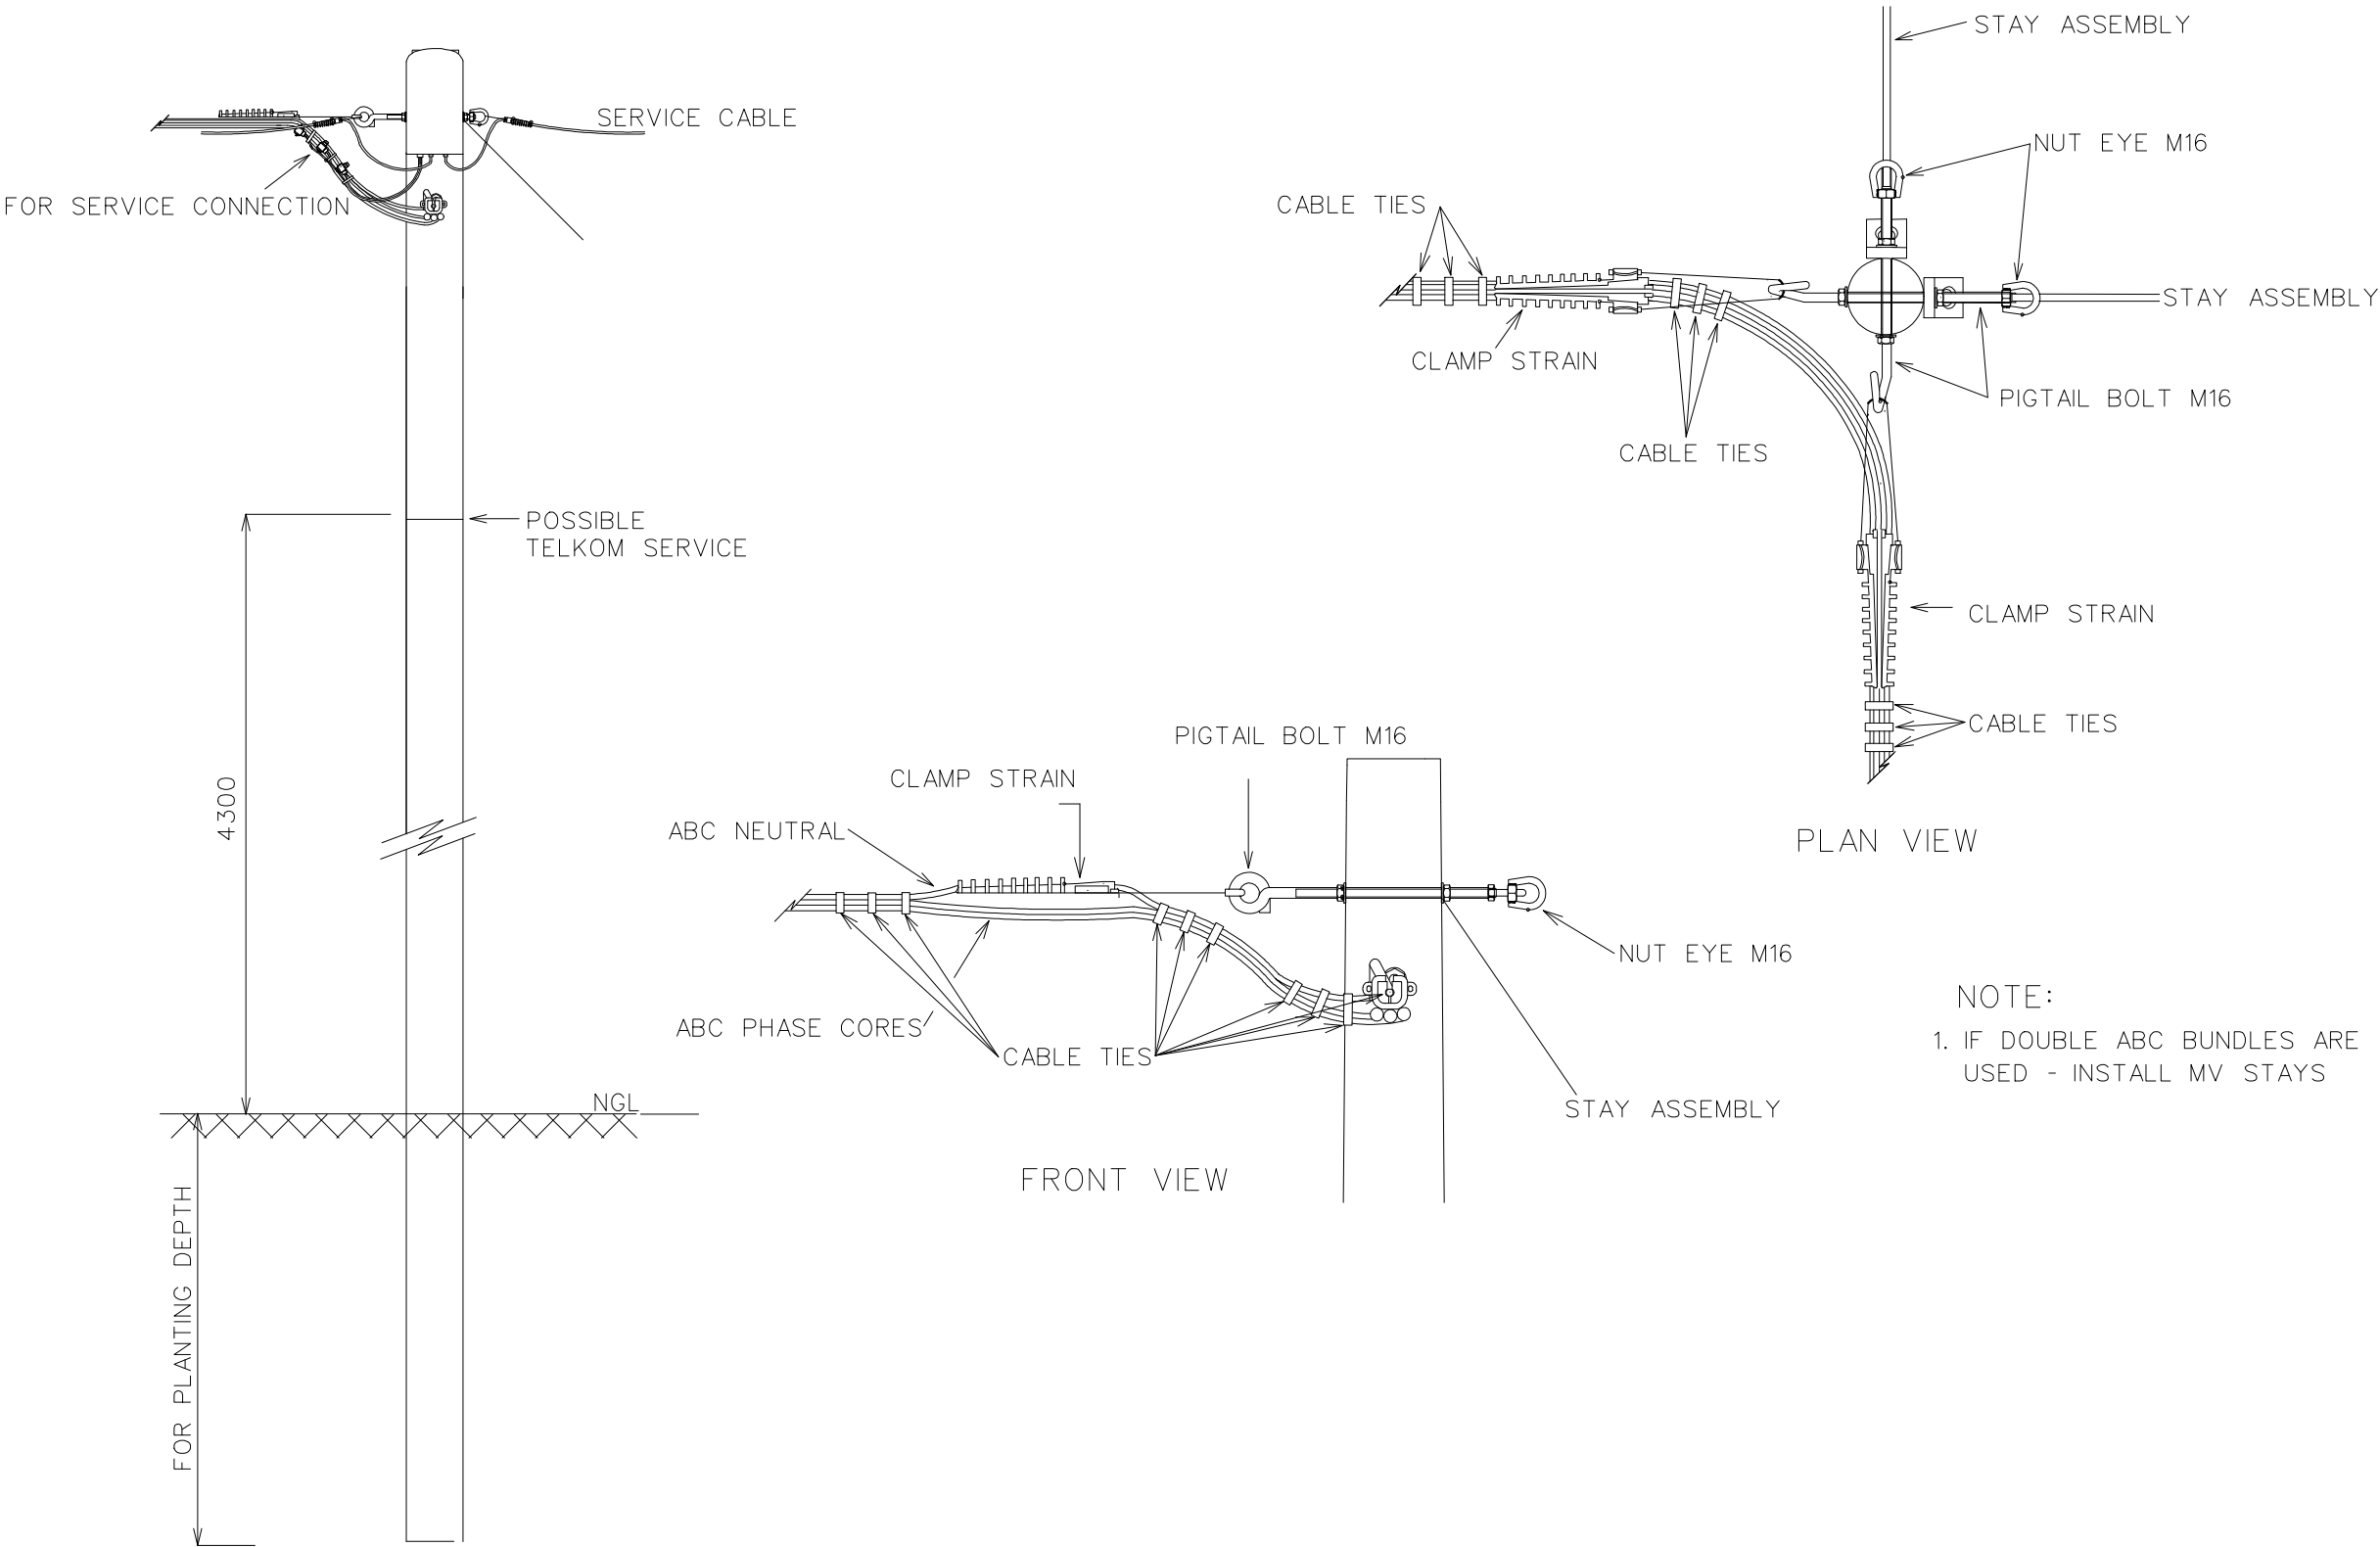 STAY ASSEMBLY
SERVICE CABLE
NUT EYE M16
FOR SERVICE CONNECTION
CABLE TIES
STAY ASSEMBLY
CLAMP STRAIN
PIGTAIL BOLT M16
CABLE TIES
POSSIBLE
TELKOM SERVICE
CLAMP STRAIN
CABLE TIES
PIGTAIL BOLT M16
CLAMP STRAIN
4300
ABC NEUTRAL
PLAN VIEW
NUT EYE M16
ABC PHASE CORES
CABLE TIES
NOTE:
1. IF DOUBLE ABC BUNDLES ARE
USED - INSTALL MV STAYS
NGL
STAY ASSEMBLY
FRONT VIEW
FOR PLANTING DEPTH